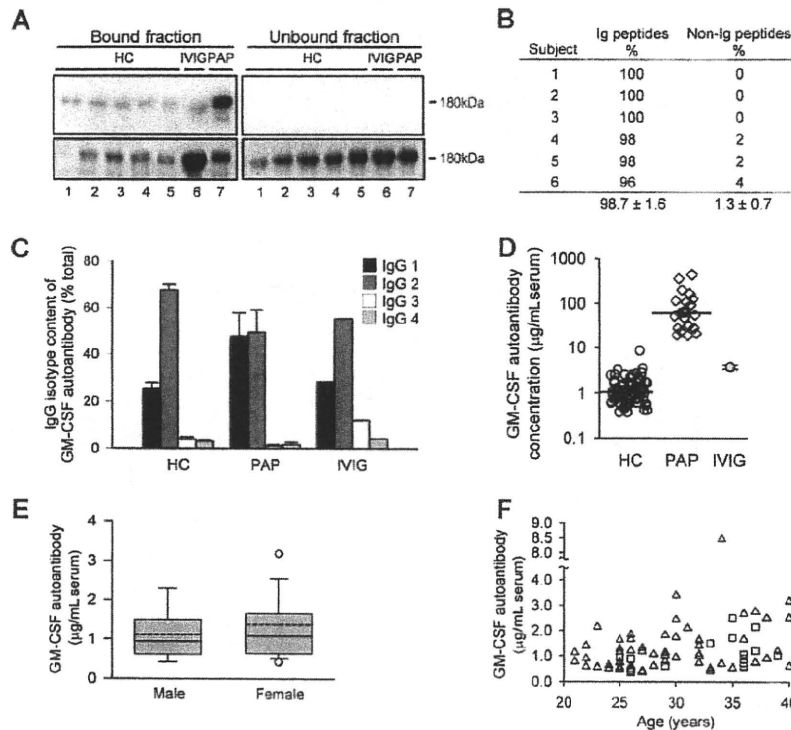 A
Bound fraction
Unbound fraction
HC IVIG PAP
HC IVIG PAP
180kDa
180kDa
180kDa
180kDa
1 2 3 4 5 6 7
1 2 3 4 5 6 7
B
Subject Ig peptides % Non-Ig peptides %
1 100 0
2 100 0
3 100 0
4 98 2
5 98 2
6 96 4
98.7 ± 1.6 1.3 ± 0.7
C
IgG isotype content of GM-CSF autoantibody (% total)
80
60
40
20
0
IgG 1
IgG 2
IgG 3
IgG 4
HC PAP IVIG
D
GM-CSF autoantibody concentration (µg/mL serum)
1000
100
10
1
0.1
HC PAP IVIG
E
GM-CSF autoantibody (µg/mL serum)
4
3
2
1
0
Male Female
F
GM-CSF autoantibody (µg/mL serum)
9.0
8.5
8.0
4.0
3.0
2.0
1.0
0.0
20 25 30 35 40
Age (years)